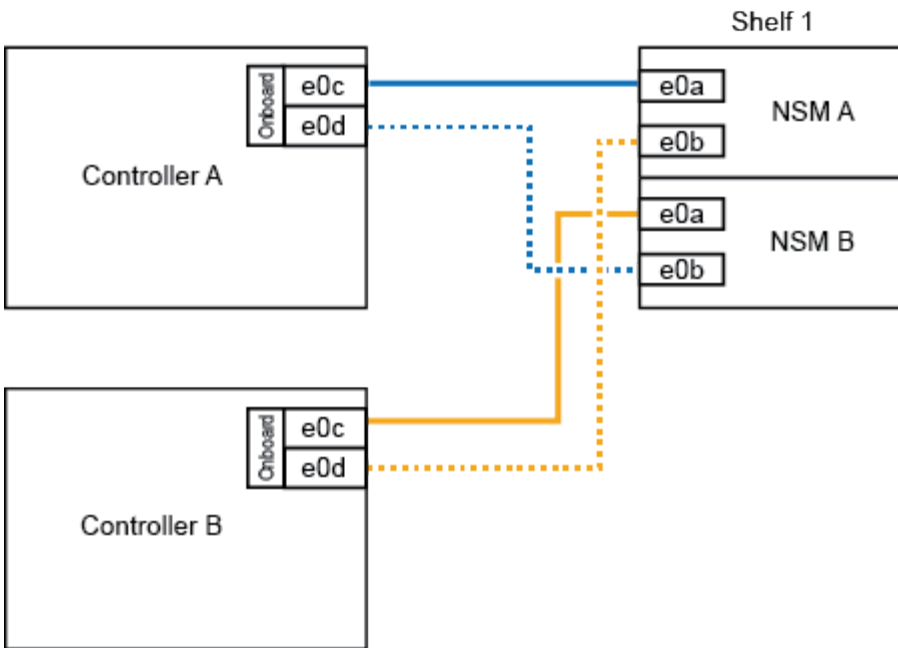 Shelf 1
Onboard
e0c
e0d
Controller A
e0a
e0b
NSM A
e0a
e0b
NSM B
Onboard
e0c
e0d
Controller B